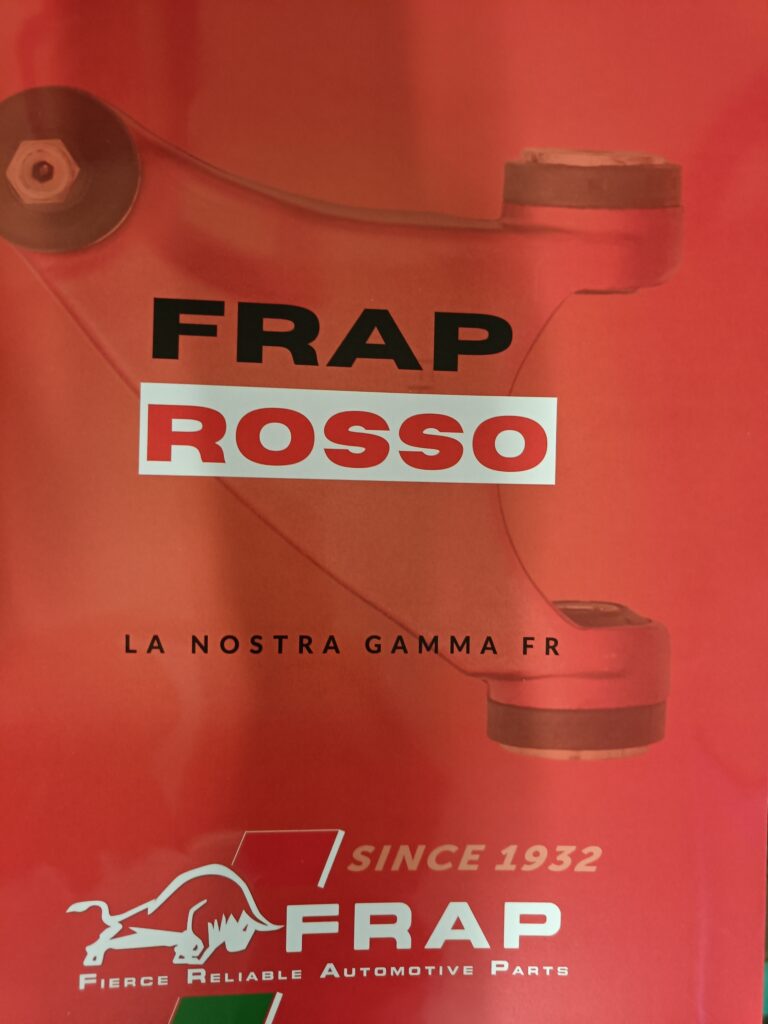 FRAP
ROSSO
LA NOSTRA GAMMA FR
SINCE 1932
FRAP
FIERCE RELIABLE AUTOMOTIVE PARTS